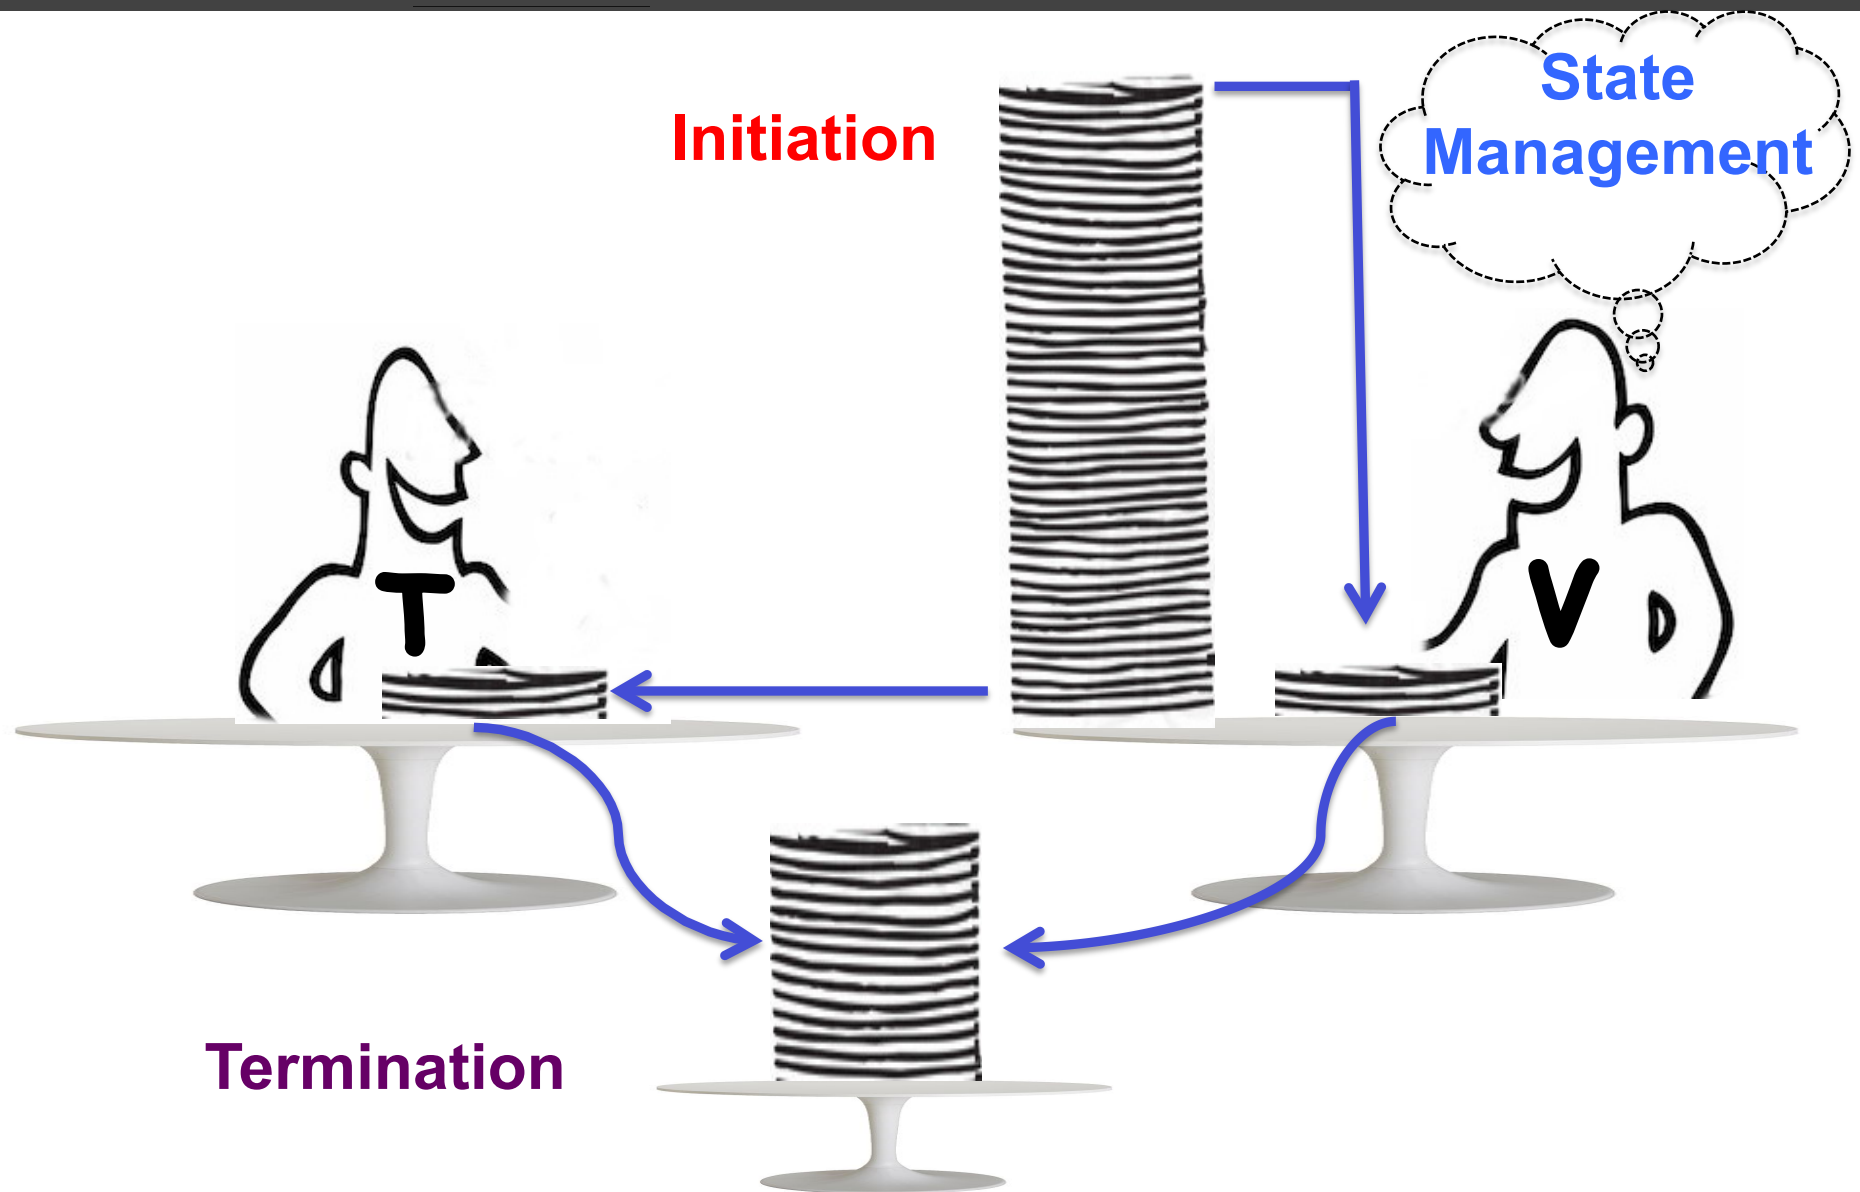 Initiation
State
Management
T
V
Termination